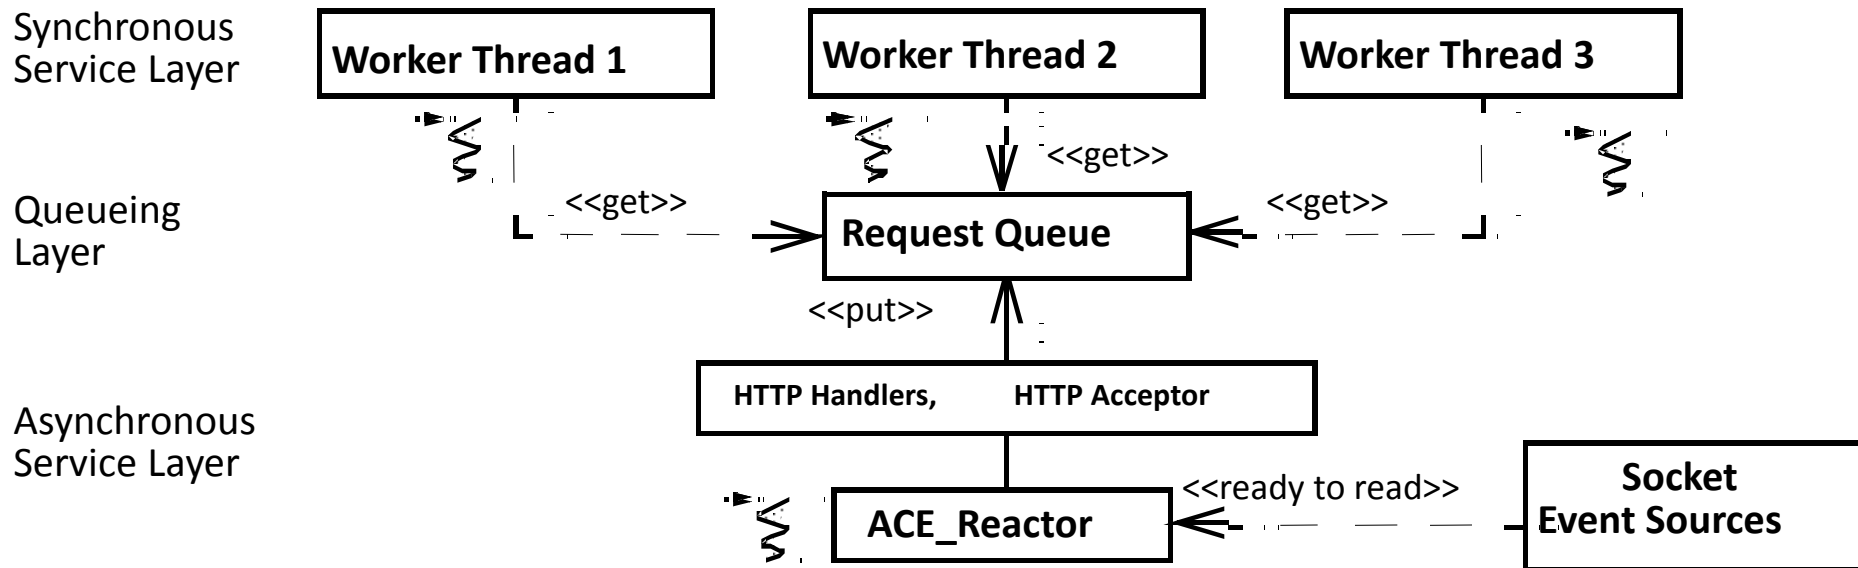 Synchronous
Service Layer
Worker Thread 1
Worker Thread 2
Worker Thread 3
<<get>>
Queueing
Layer
<<get>>
<<get>>
Request Queue
<<put>>
HTTP Handlers, HTTP Acceptor
Asynchronous
Service Layer
<<ready to read>>
Socket
Event Sources
ACE_Reactor